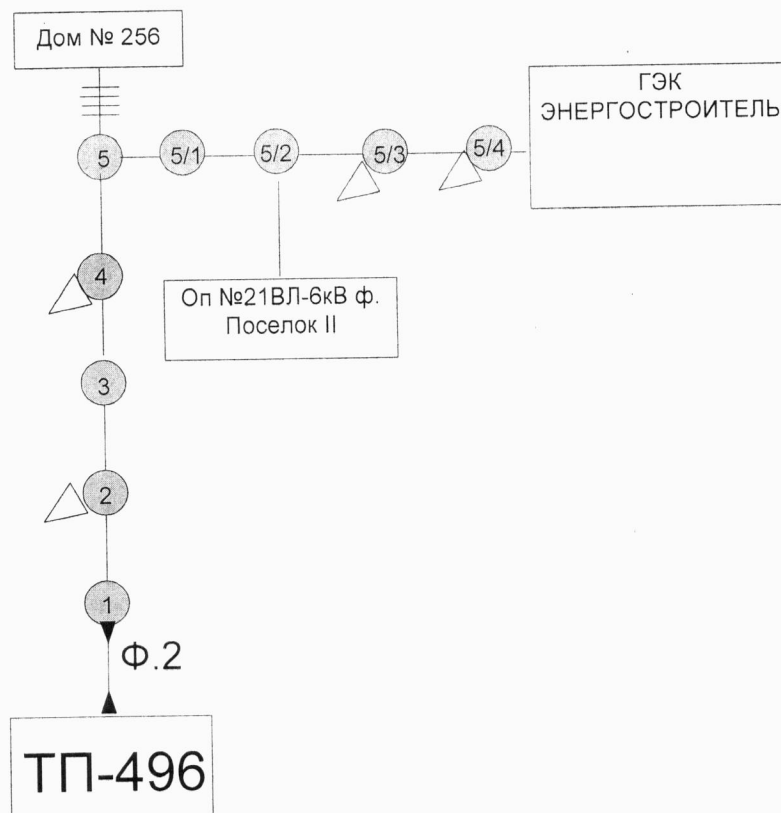 Дом № 256
ГЭК
ЭНЕРГОСТРОИТЕЛЬ
5
5/1
5/2
5/3
5/4
4
Оп №21ВЛ-6кВ ф.
Поселок II
3
2
1
Ф.2
ТП-496